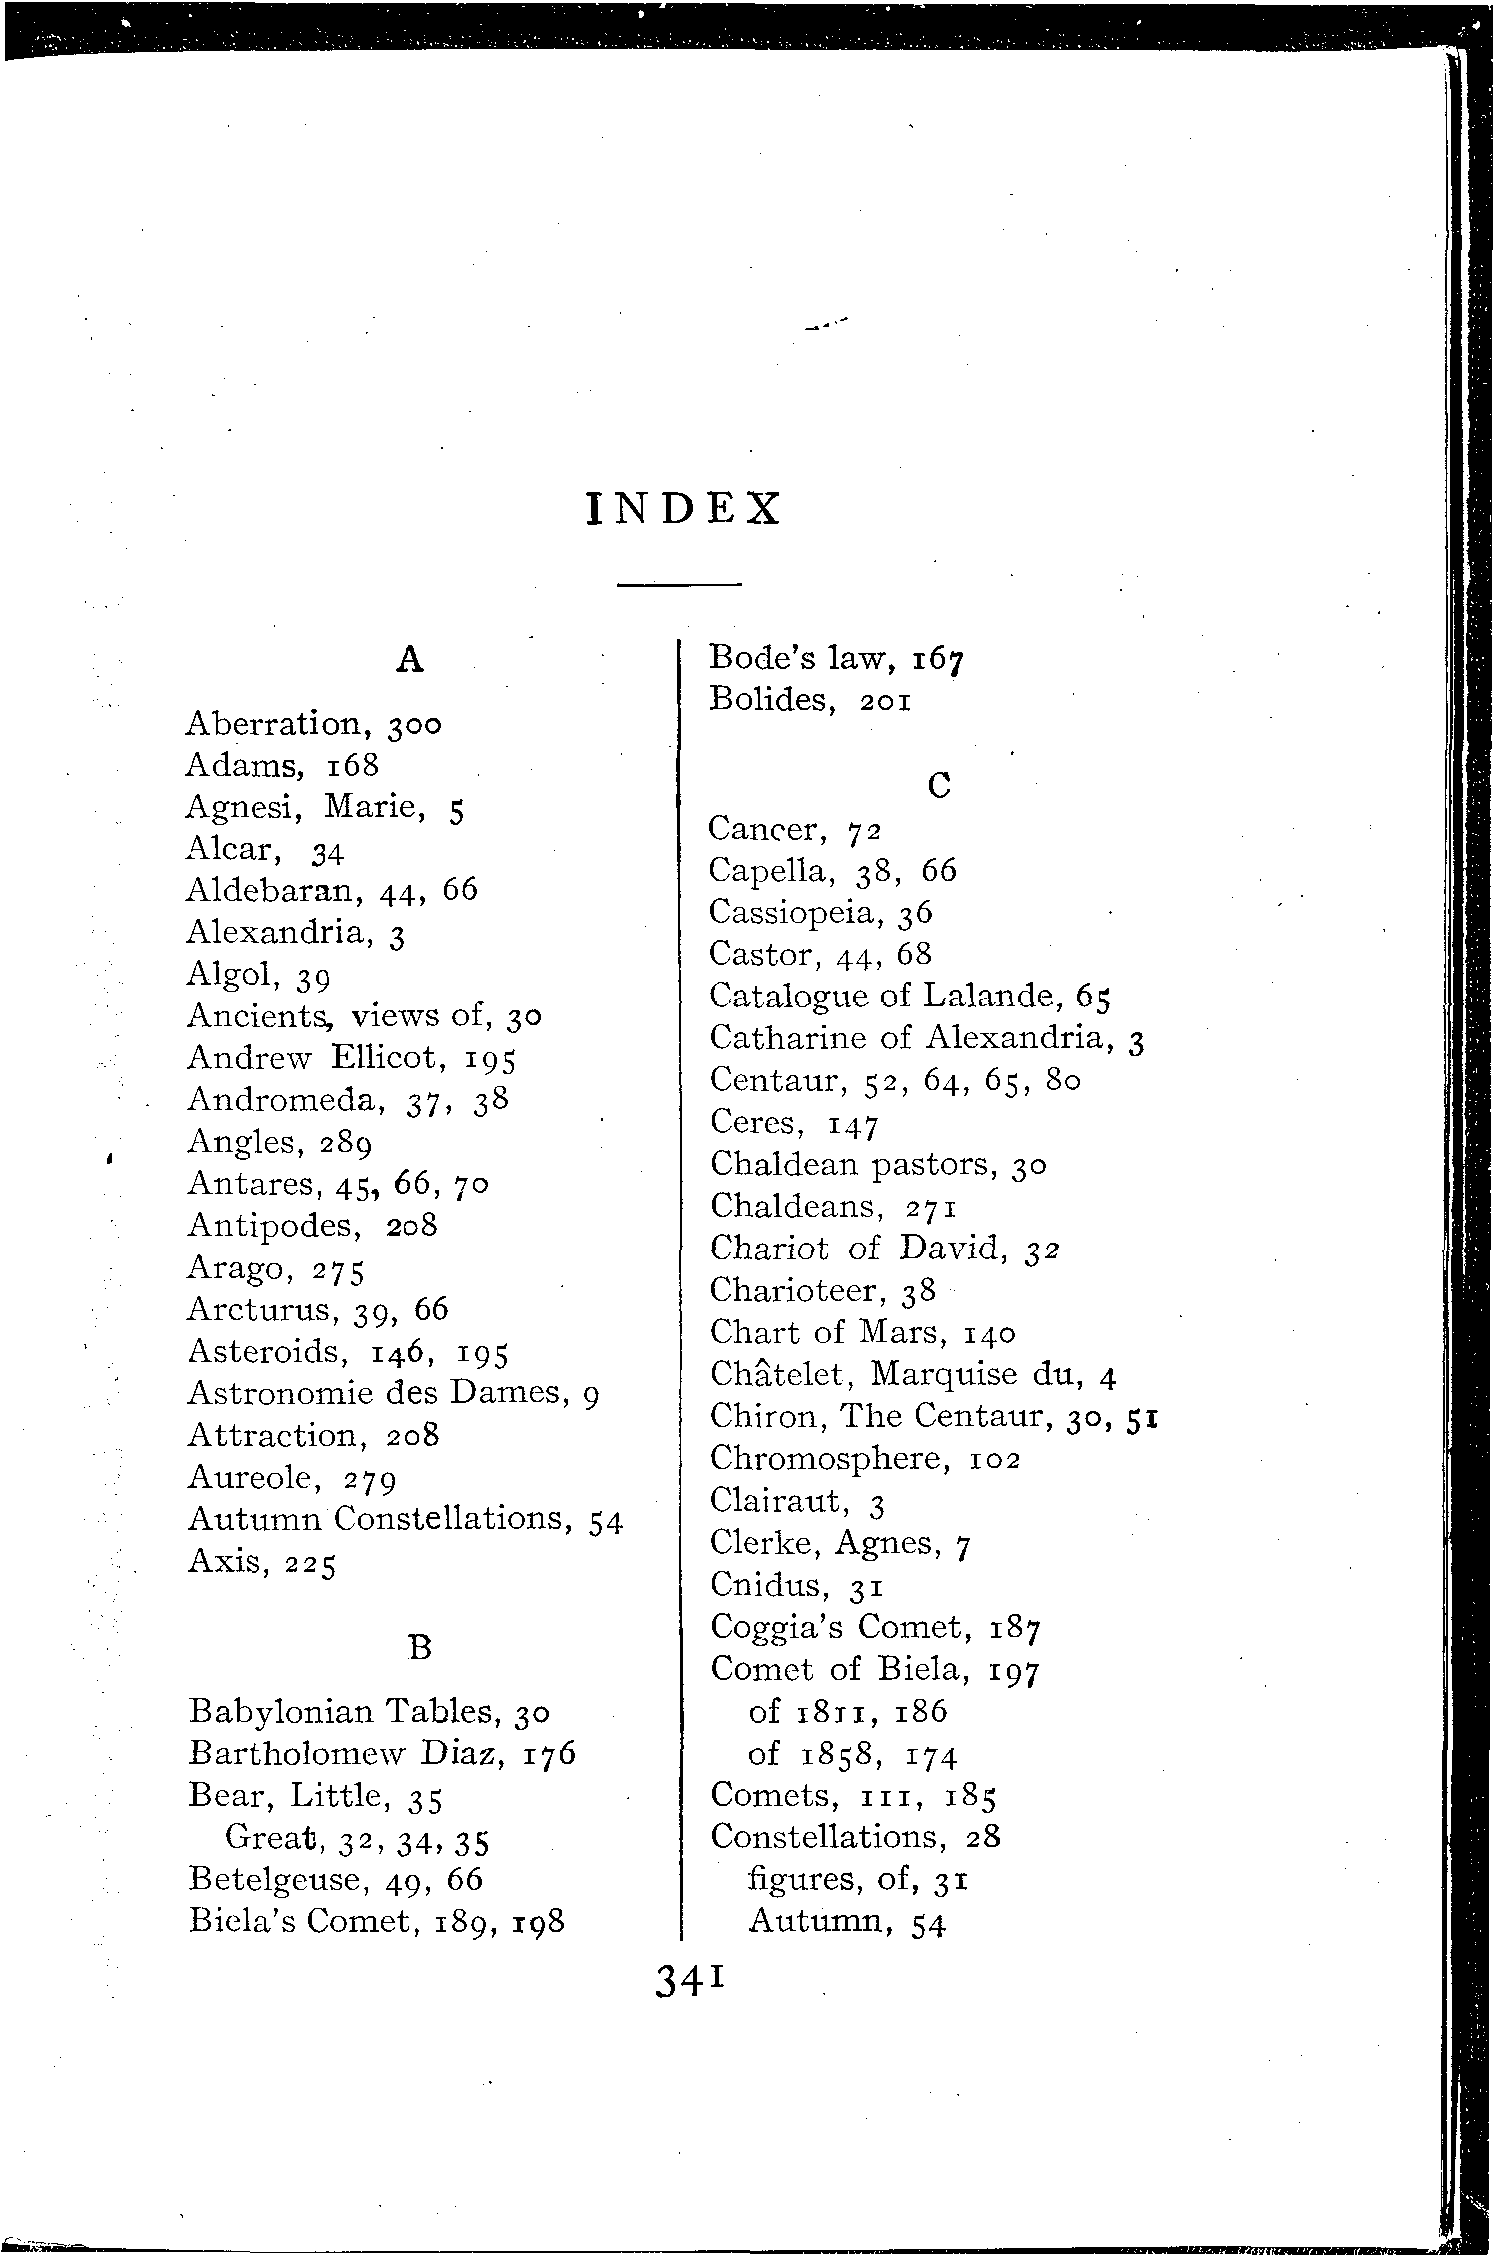 INDEX
A
Aberration, 300
Adams, 168
Agnesi, Marie, 5
Alcar, 34
Aldebaran, 44, 66
Alexandria, 3
Algol, 39
Ancients, views of, 30
Andrew Ellicot, 195
Andromeda, 37, 38
Angles, 289
Antares, 45, 66, 70
Antipodes, 208
Arago, 275
Arcturus, 39, 66
Asteroids, 146, 195
Astronomie des Dames, 9
Attraction, 208
Aureole, 279
Autumn Constellations, 54
Axis, 225
B
Babylonian Tables, 30
Bartholomew Diaz, 176
Bear, Little, 35
Great, 32, 34, 35
Betelgeuse, 49, 66
Biela's Comet, 189, 198
Bode's law, 167
Bolides, 201
C
Cancer, 72
Capella, 38, 66
Cassiopeia, 36
Castor, 44, 68
Catalogue of Lalande, 65
Catharine of Alexandria, 3
Centaur, 52, 64, 65, 80
Ceres, 147
Chaldean pastors, 30
Chaldeans, 271
Chariot of David, 32
Charioteer, 38
Chart of Mars, 140
Châtelet, Marquise du, 4
Chiron, The Centaur, 30, 51
Chromosphere, 102
Clairaut, 3
Clerke, Agnes, 7
Cnidus, 31
Coggia's Comet, 187
Comet of Biela, 197
of 1811, 186
of 1858, 174
Comets, 111, 185
Constellations, 28
figures, of, 31
Autumn, 54
341